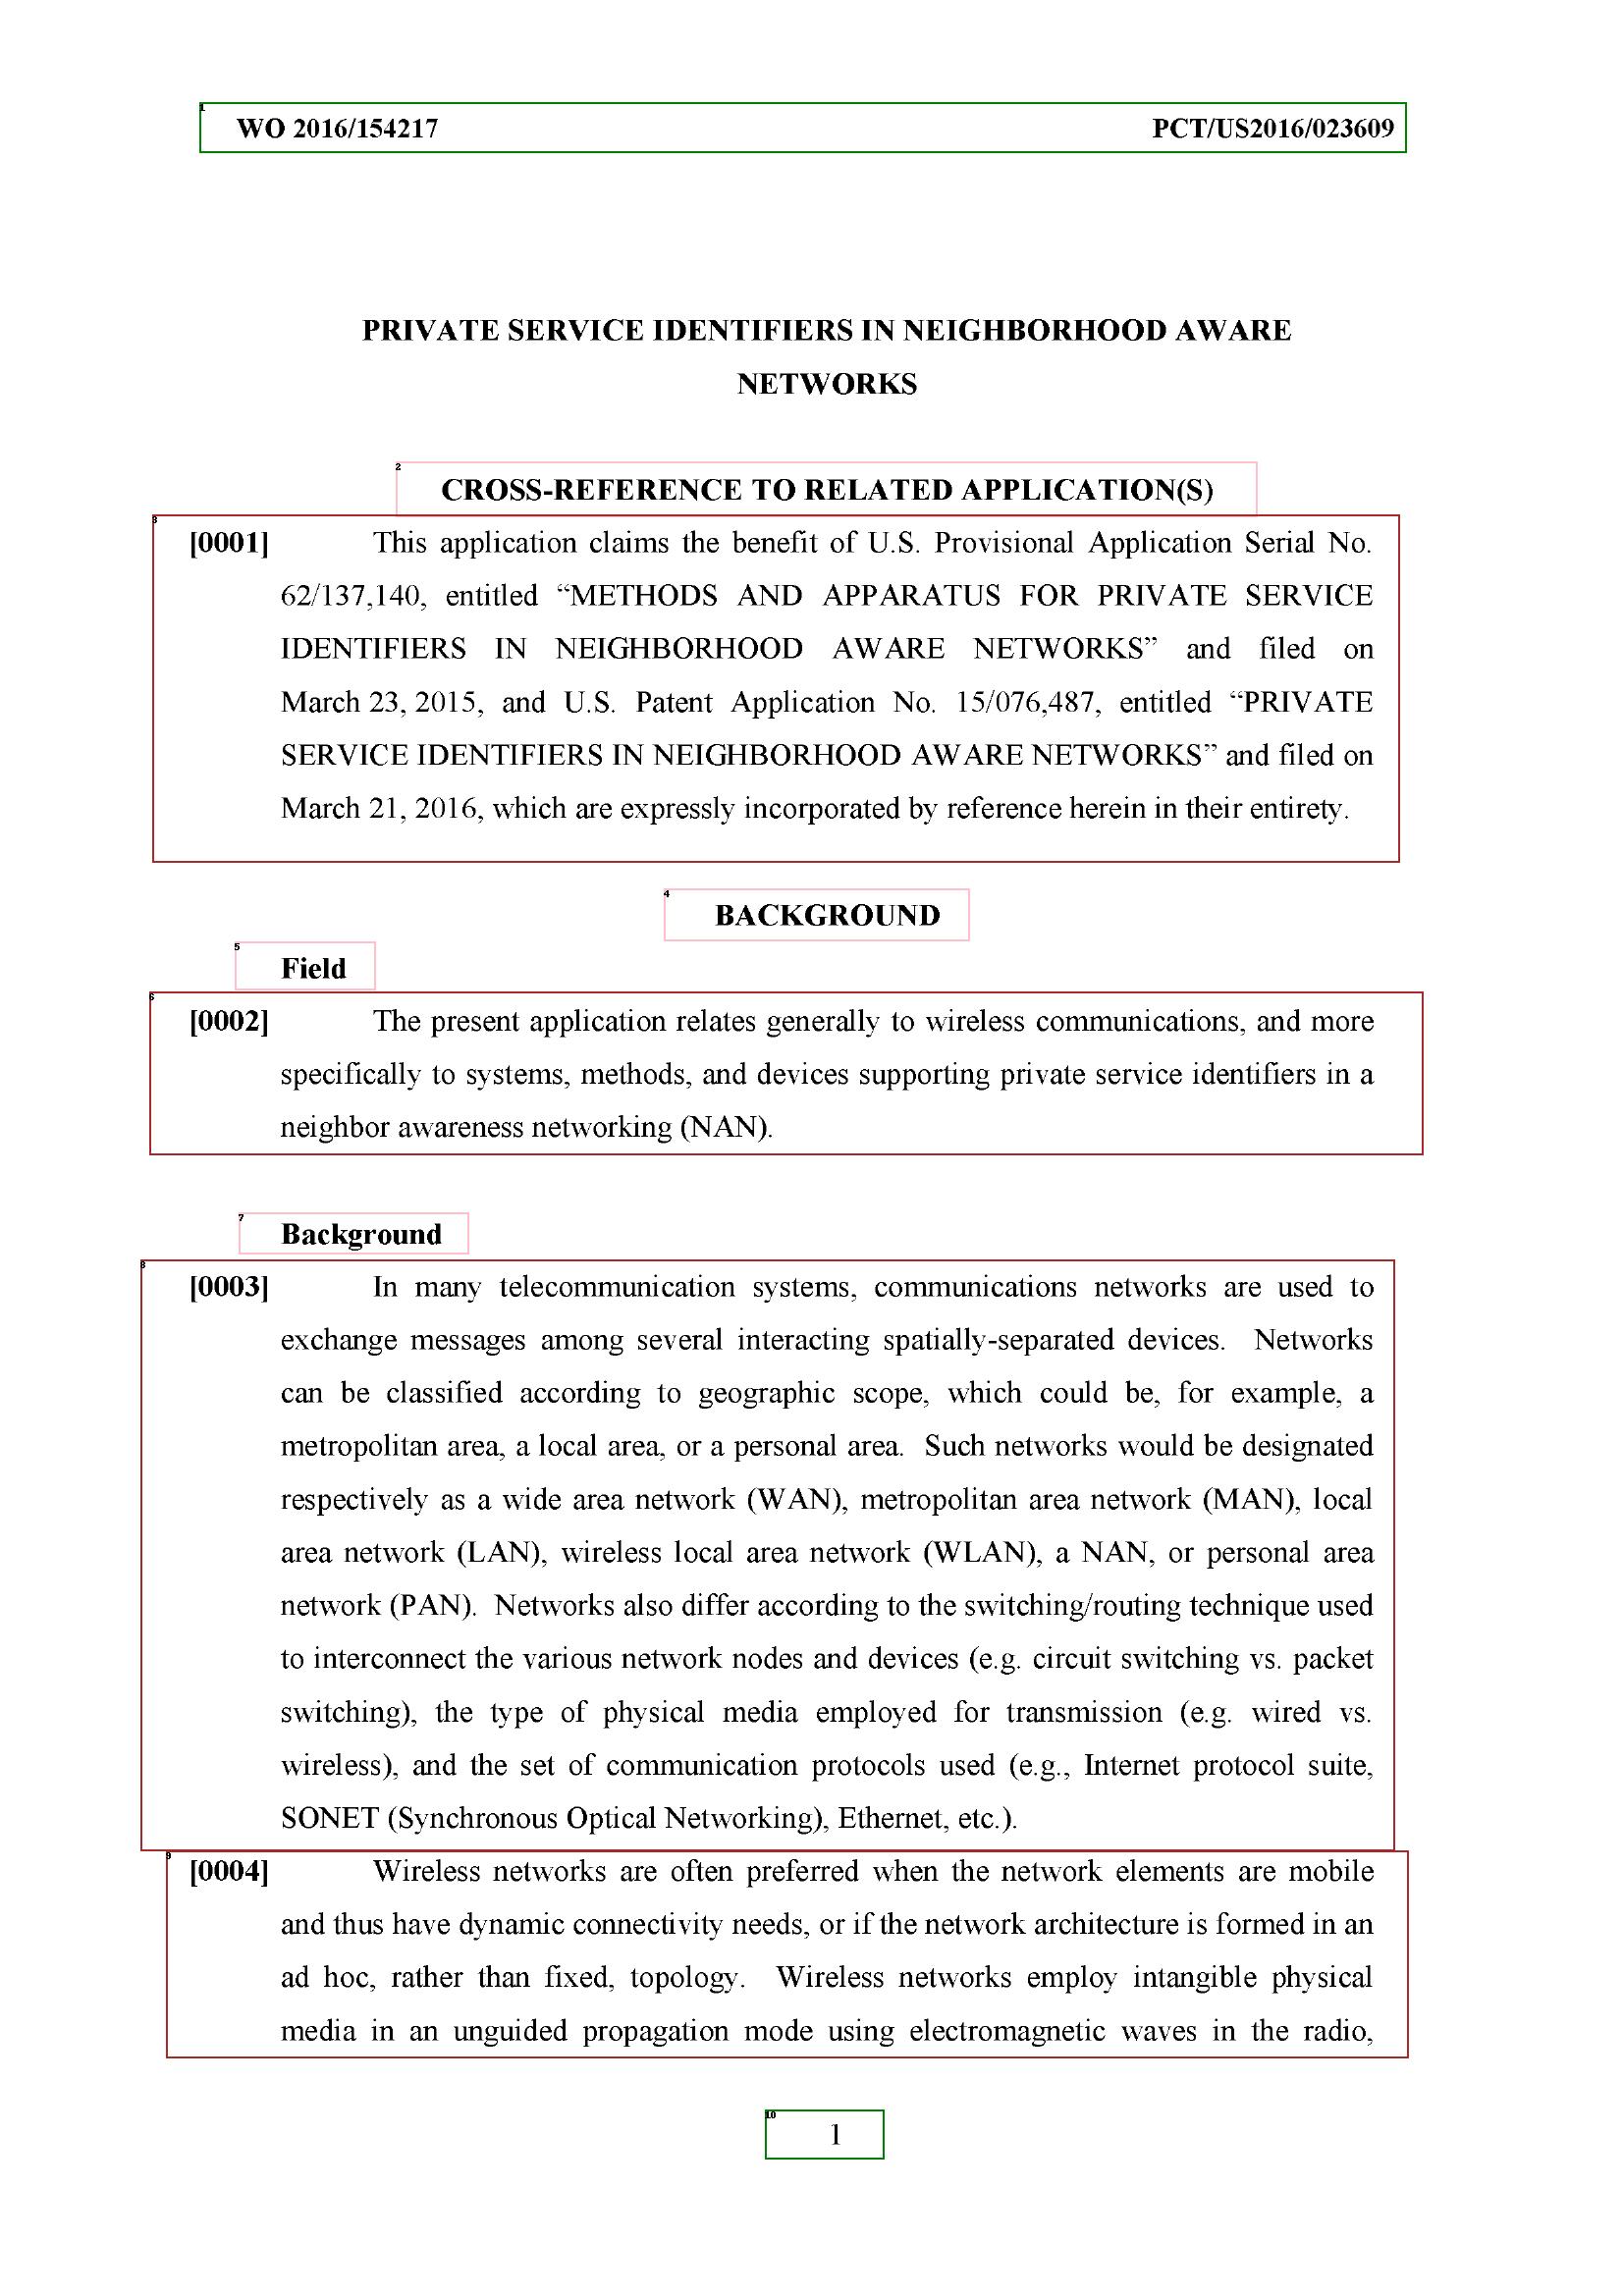 1
WO 2016/154217 PCT/US2016/023609
PRIVATE SERVICE IDENTIFIERS IN NEIGHBORHOOD AWARE
NETWORKS
2
CROSS-REFERENCE TO RELATED APPLICATION(S)
3
[0001] This application claims the benefit of U.S. Provisional Application Serial No.
62/137,140, entitled “METHODS AND APPARATUS FOR PRIVATE SERVICE
IDENTIFIERS IN NEIGHBORHOOD AWARE NETWORKS” and filed on
March 23, 2015, and U.S. Patent Application No. 15/076,487, entitled “PRIVATE
SERVICE IDENTIFIERS IN NEIGHBORHOOD AWARE NETWORKS” and filed on
March 21, 2016, which are expressly incorporated by reference herein in their entirety.
4
BACKGROUND
5
Field
6
[0002] The present application relates generally to wireless communications, and more
specifically to systems, methods, and devices supporting private service identifiers in a
neighbor awareness networking (NAN).
7
Background
8
[0003] In many telecommunication systems, communications networks are used to
exchange messages among several interacting spatially-separated devices. Networks
can be classified according to geographic scope, which could be, for example, a
metropolitan area, a local area, or a personal area. Such networks would be designated
respectively as a wide area network (WAN), metropolitan area network (MAN), local
area network (LAN), wireless local area network (WLAN), a NAN, or personal area
network (PAN). Networks also differ according to the switching/routing technique used
to interconnect the various network nodes and devices (e.g. circuit switching vs. packet
switching), the type of physical media employed for transmission (e.g. wired vs.
wireless), and the set of communication protocols used (e.g., Internet protocol suite,
SONET (Synchronous Optical Networking), Ethernet, etc.).
9
[0004] Wireless networks are often preferred when the network elements are mobile
and thus have dynamic connectivity needs, or if the network architecture is formed in an
ad hoc, rather than fixed, topology. Wireless networks employ intangible physical
media in an unguided propagation mode using electromagnetic waves in the radio,
10
1